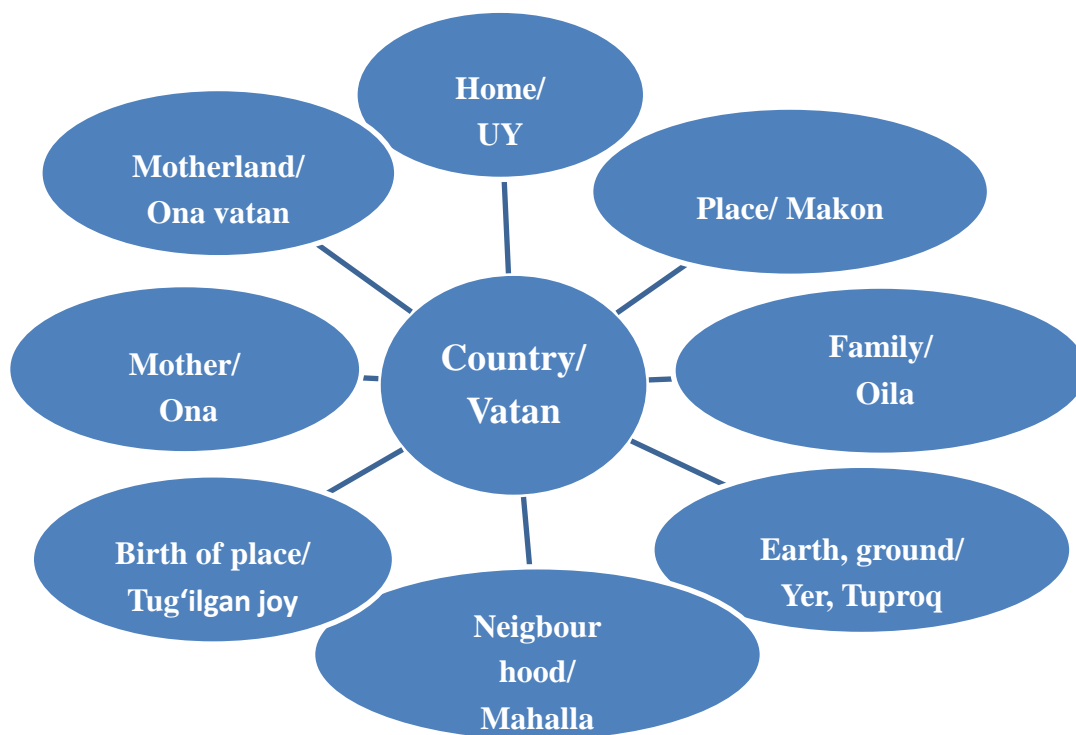 Home/
UY
Motherland/
Ona vatan
Place/ Makon
Mother/
Ona
Country/
Vatan
Family/
Oila
Birth of place/
Tug‘ilgan joy
Earth, ground/
Yer, Tuproq
Neigbour
hood/
Mahalla